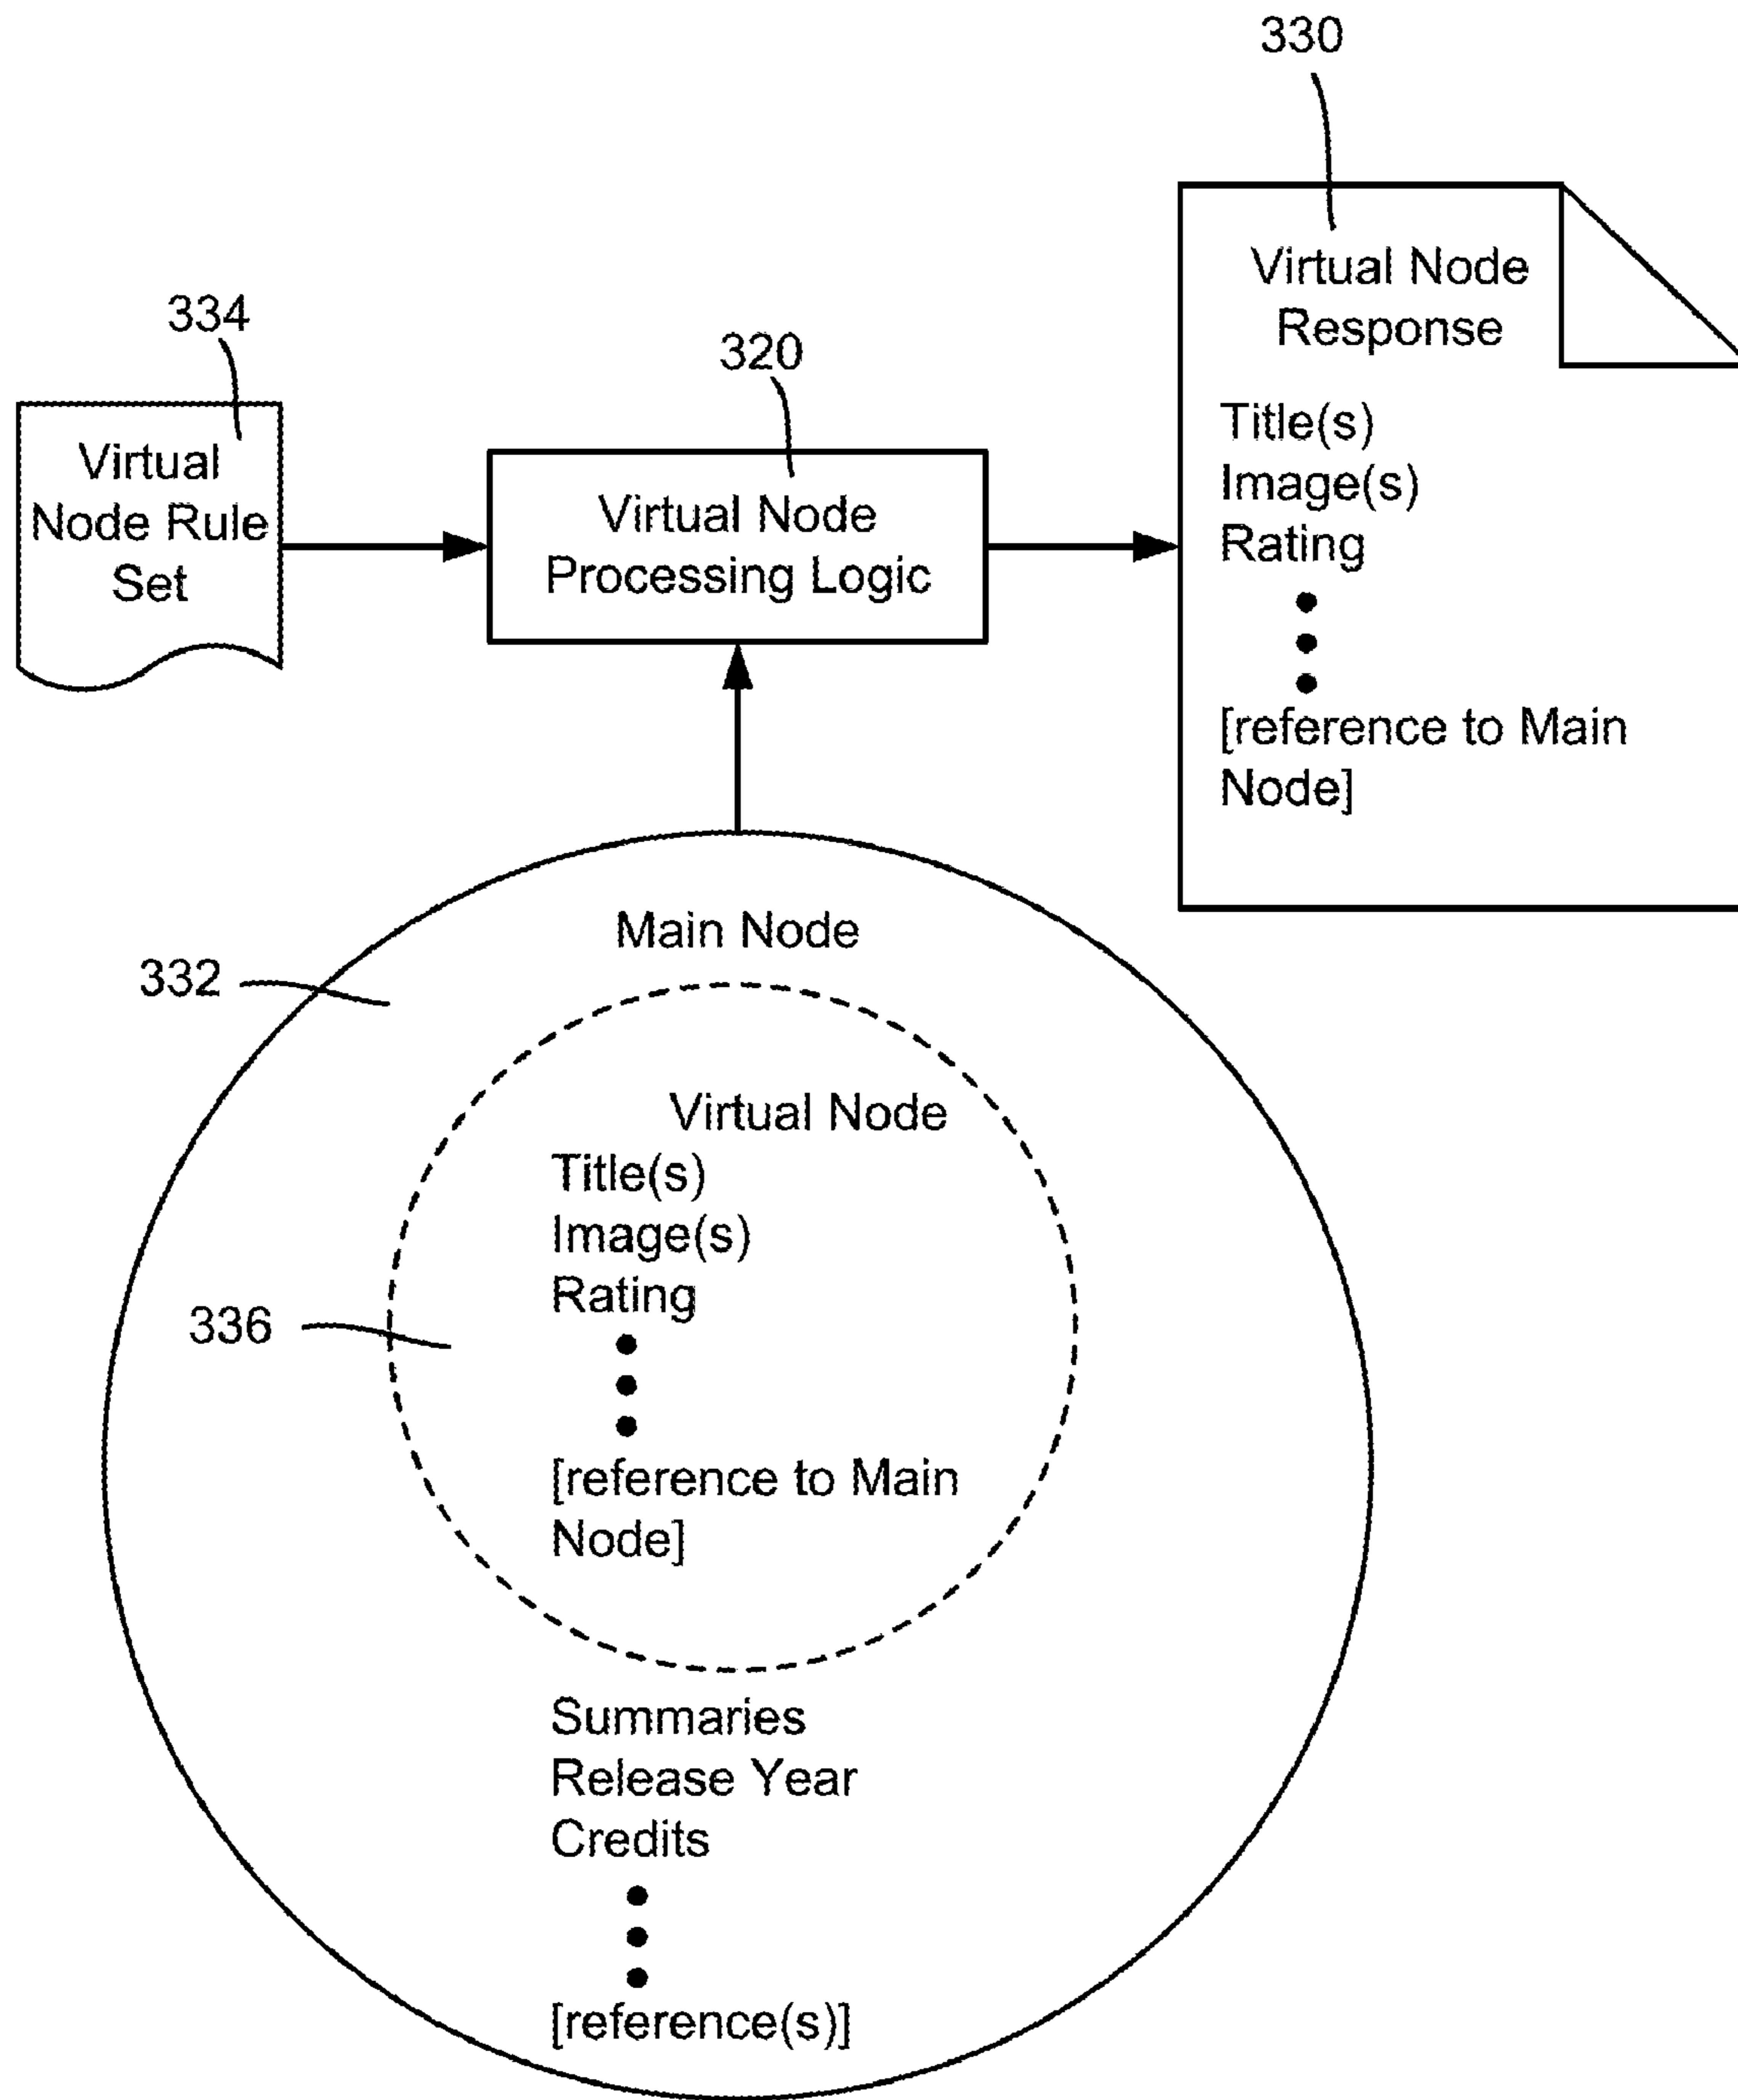 330
Virtual Node
Response
Title(s)
Image(s)
Rating
[reference to Main
Node]
334
Virtual
Node Rule
Set
320
Virtual Node
Processing Logic
Main Node
332
Virtual Node
Title(s)
Image(s)
Rating
336
[reference to Main
Node]
Summaries
Release Year
Credits
[reference(s)]